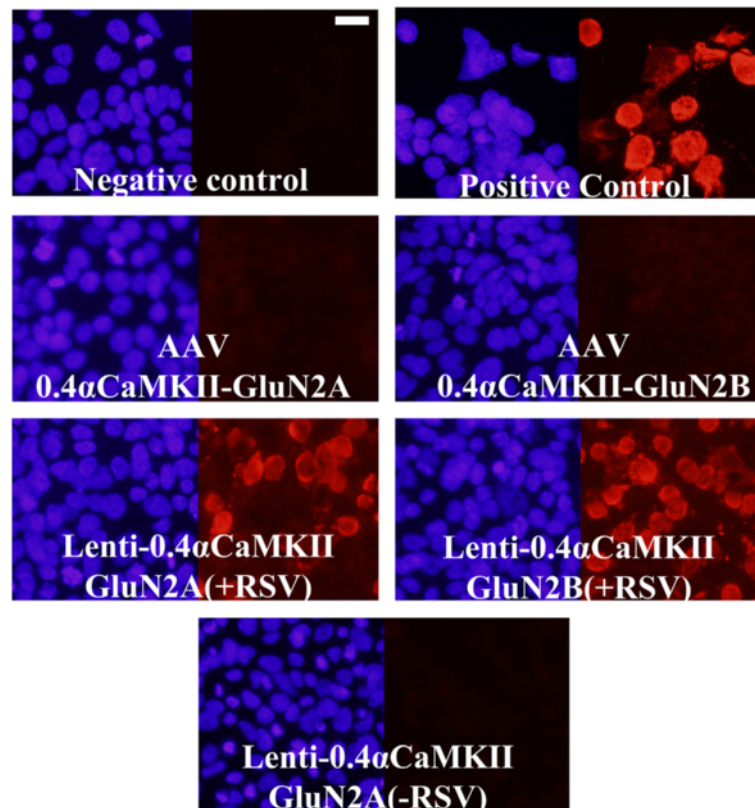 Negative control
Positive Control
AAV
0.4αCaMKII-GluN2A
AAV
0.4αCaMKII-GluN2B
Lenti-0.4αCaMKII
GluN2A(+RSV)
Lenti-0.4αCaMKII
GluN2B(+RSV)
Lenti-0.4αCaMKII
GluN2A(-RSV)